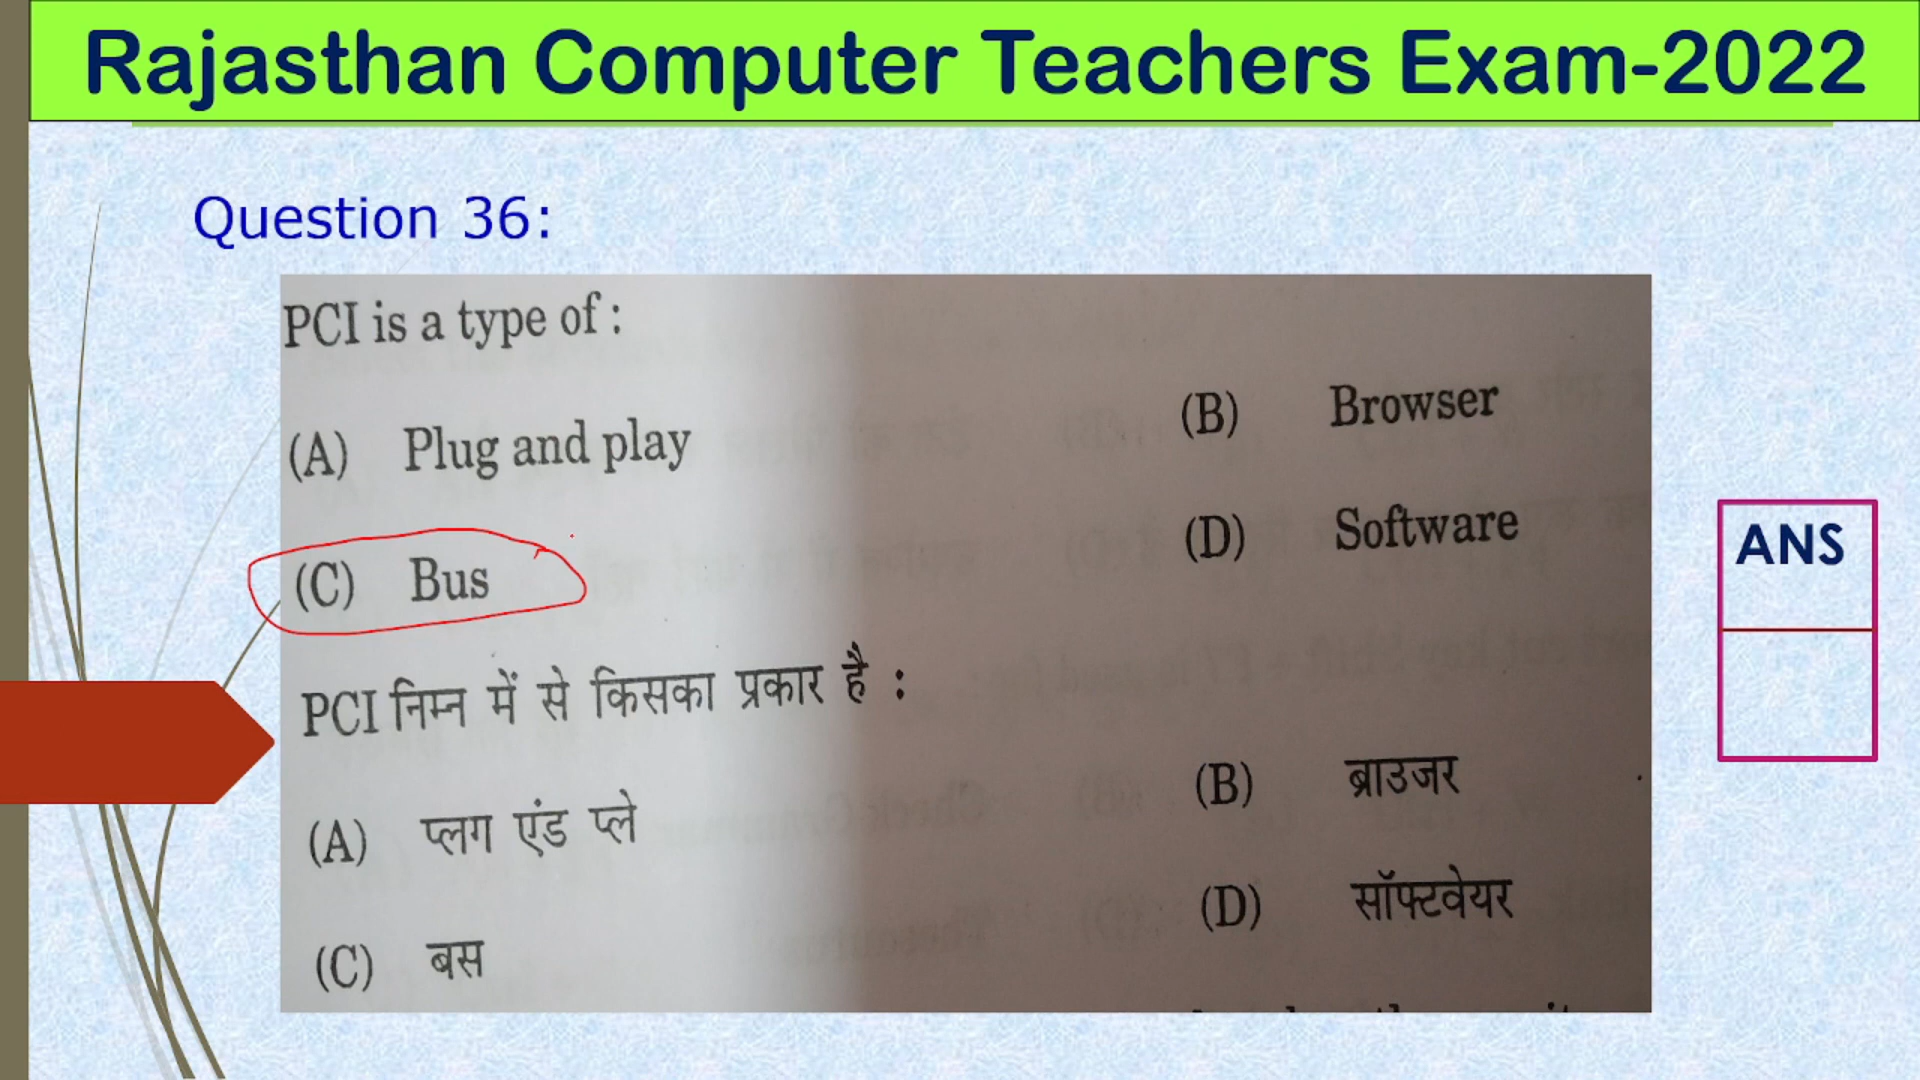 Rajasthan Computer Teachers Exam-2022
Question 36:
PCI is a type of :
(A) Plug and play (B) Browser
(C) Bus (D) Software
PCI निम्न में से किसका प्रकार है :
(A) प्लग एंड प्ले (B) ब्राउजर
(C) बस (D) सॉफ्टवेयर
ANS